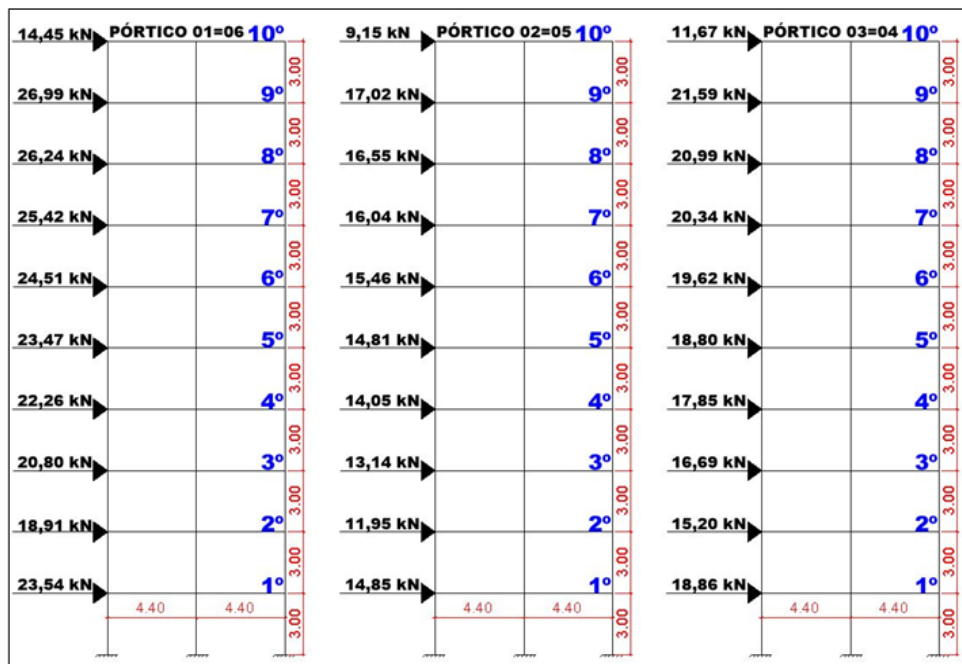 14,45 kN PÓRTICO 01=06 10º
3.00
26,99 kN 9º
3.00
26,24 kN 8º
3.00
25,42 kN 7º
3.00
24,51 kN 6º
3.00
23,47 kN 5º
3.00
22,26 kN 4º
3.00
20,80 kN 3º
3.00
18,91 kN 2º
3.00
23,54 kN 1º
4.40 4.40
3.00
9,15 kN PÓRTICO 02=05 10º
3.00
17,02 kN 9º
3.00
16,55 kN 8º
3.00
16,04 kN 7º
3.00
15,46 kN 6º
3.00
14,81 kN 5º
3.00
14,05 kN 4º
3.00
13,14 kN 3º
3.00
11,95 kN 2º
3.00
14,85 kN 1º
4.40 4.40
3.00
11,67 kN PÓRTICO 03=04 10º
3.00
21,59 kN 9º
3.00
20,99 kN 8º
3.00
20,34 kN 7º
3.00
19,62 kN 6º
3.00
18,80 kN 5º
3.00
17,85 kN 4º
3.00
16,69 kN 3º
3.00
15,20 kN 2º
3.00
18,86 kN 1º
4.40 4.40
3.00